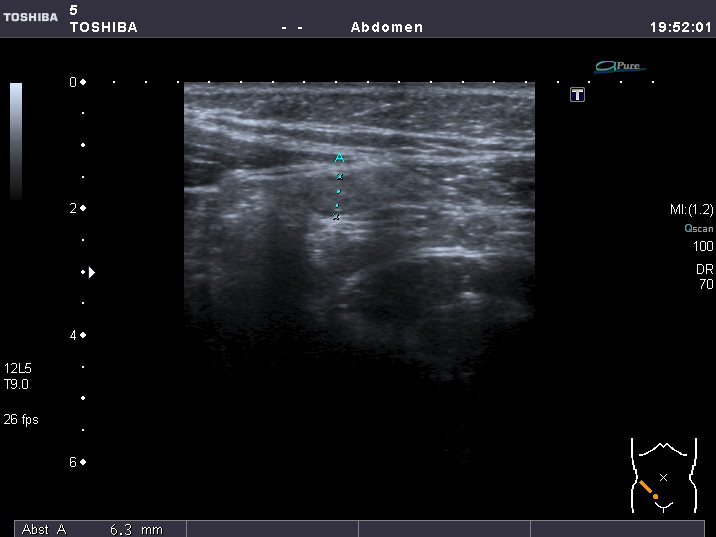 TOSHIBA
5
TOSHIBA - - Abdomen 19:52:01
Pure
T
0
A
2
4
6
MI:(1.2)
Qscan
100
DR
70
12L5
T9.0
26 fps
Abst A 6.3 mm